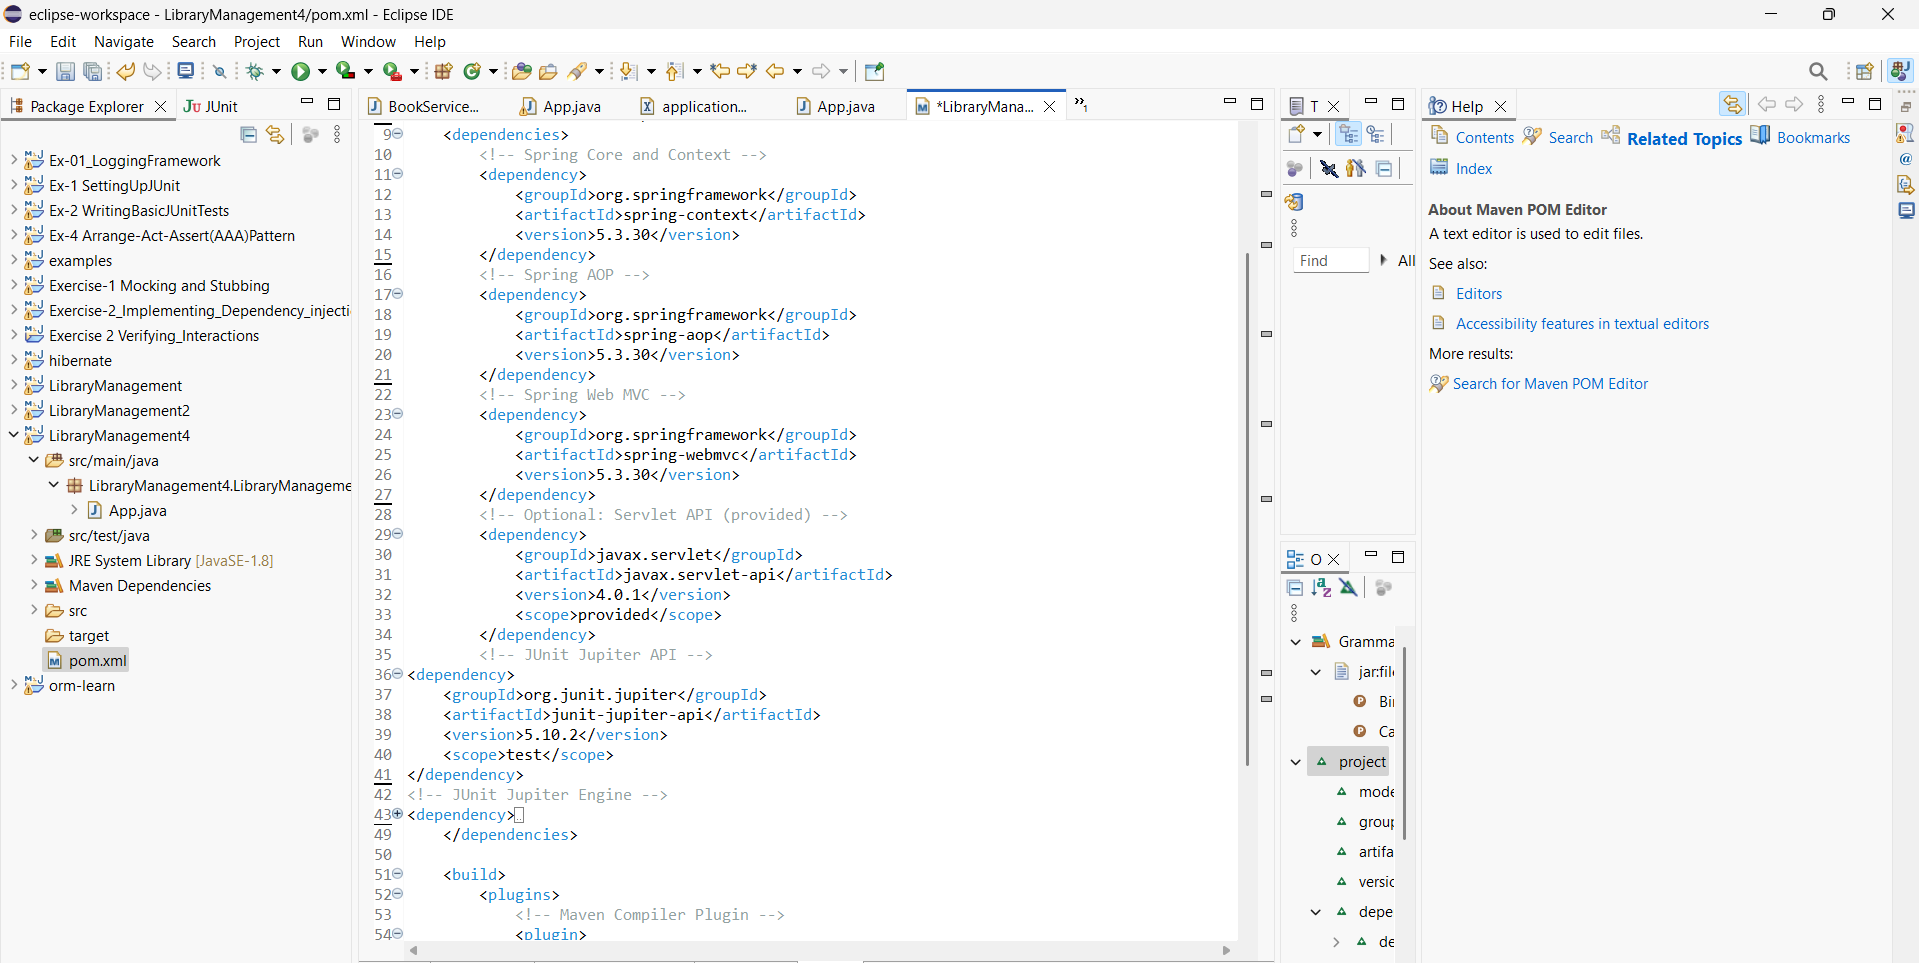 eclipse-workspace - LibraryManagement4/pom.xml - Eclipse IDE
File Edit Navigate Search Project Run Window Help
Package Explorer
JUnit
Ex-01_LoggingFramework
Ex-1 SettingUpJUnit
Ex-2 WritingBasicJUnitTests
Ex-4 Arrange-Act-Assert(AAA)Pattern
examples
Exercise-1 Mocking and Stubbing
Exercise-2_Implementing_Dependency_injecti
Exercise 2 Verifying_Interactions
hibernate
LibraryManagement
LibraryManagement2
LibraryManagement4
src/main/java
LibraryManagement4.LibraryManageme
App.java
src/test/java
JRE System Library [JavaSE-1.8]
Maven Dependencies
src
target
pom.xml
orm-learn
BookService...
App.java
application...
App.java
*LibraryMana...
»1
9 <dependencies>
10 <!-- Spring Core and Context -->
11 <dependency>
12 <groupId>org.springframework</groupId>
13 <artifactId>spring-context</artifactId>
14 <version>5.3.30</version>
15 </dependency>
16 <!-- Spring AOP -->
17 <dependency>
18 <groupId>org.springframework</groupId>
19 <artifactId>spring-aop</artifactId>
20 <version>5.3.30</version>
21 </dependency>
22 <!-- Spring Web MVC -->
23 <dependency>
24 <groupId>org.springframework</groupId>
25 <artifactId>spring-webmvc</artifactId>
26 <version>5.3.30</version>
27 </dependency>
28 <!-- Optional: Servlet API (provided) -->
29 <dependency>
30 <groupId>javax.servlet</groupId>
31 <artifactId>javax.servlet-api</artifactId>
32 <version>4.0.1</version>
33 <scope>provided</scope>
34 </dependency>
35 <!-- JUnit Jupiter API -->
36 <dependency>
37 <groupId>org.junit.jupiter</groupId>
38 <artifactId>junit-jupiter-api</artifactId>
39 <version>5.10.2</version>
40 <scope>test</scope>
41 </dependency>
42 <!-- JUnit Jupiter Engine -->
43 <dependency>
49 </dependencies>
50
51 <build>
52 <plugins>
53 <!-- Maven Compiler Plugin -->
54 <plugin>
T
Find
All
O
Gramma
jar:file
Bi
Ca
project
mode
group
artifa
versio
depe
de
Help
Contents Search Related Topics Bookmarks
Index
About Maven POM Editor
A text editor is used to edit files.
See also:
Editors
Accessibility features in textual editors
More results:
Search for Maven POM Editor